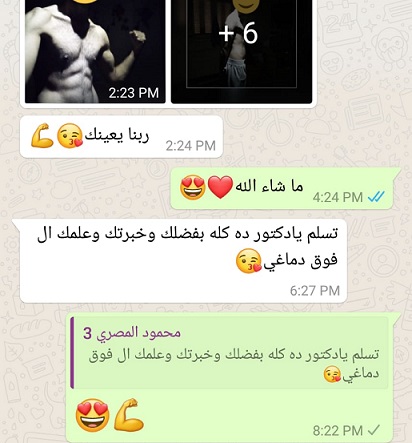 2:23 PM
+ 6
ربنا يعينك😘💪
2:24 PM
ما شاء الله❤️😍
4:24 PM
تسلم يادكتور ده كله بفضلك وخبرتك وعلمك ال
فوق دماغي😘
6:27 PM
محمود المصري 3
تسلم يادكتور ده كله بفضلك وخبرتك وعلمك ال فوق
دماغي😘
😍💪
8:22 PM